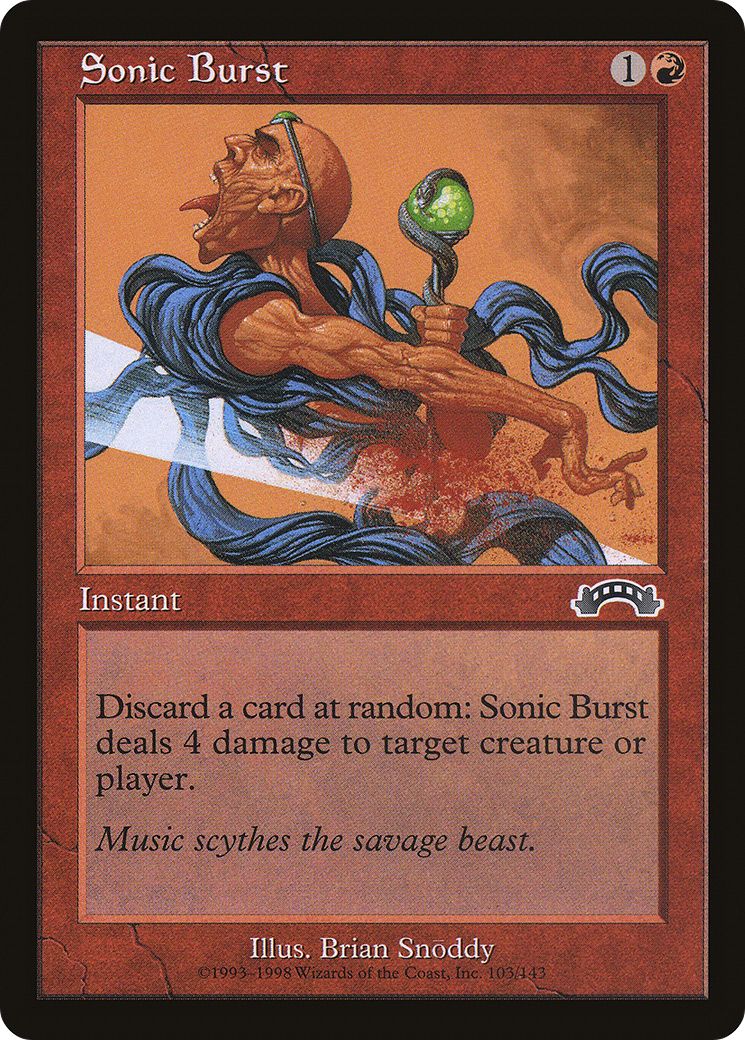 Sonic Burst
1
Instant
Discard a card at random: Sonic Burst
deals 4 damage to target creature or
player.
Music scythes the savage beast.
Illus. Brian Snōddy
©1993–1998 Wizards of the Coast, Inc. 103/143